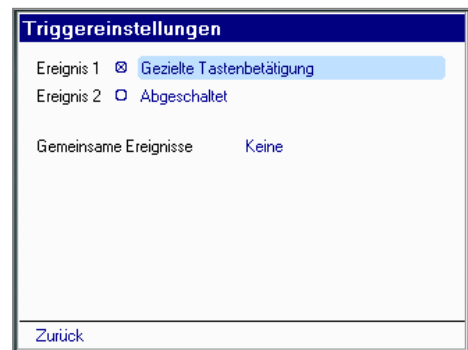 Triggereinstellungen
Ereignis 1 Gezielte Tastenbetätigung
Ereignis 2 Abgeschaltet
Gemeinsame Ereignisse Keine
Zurück